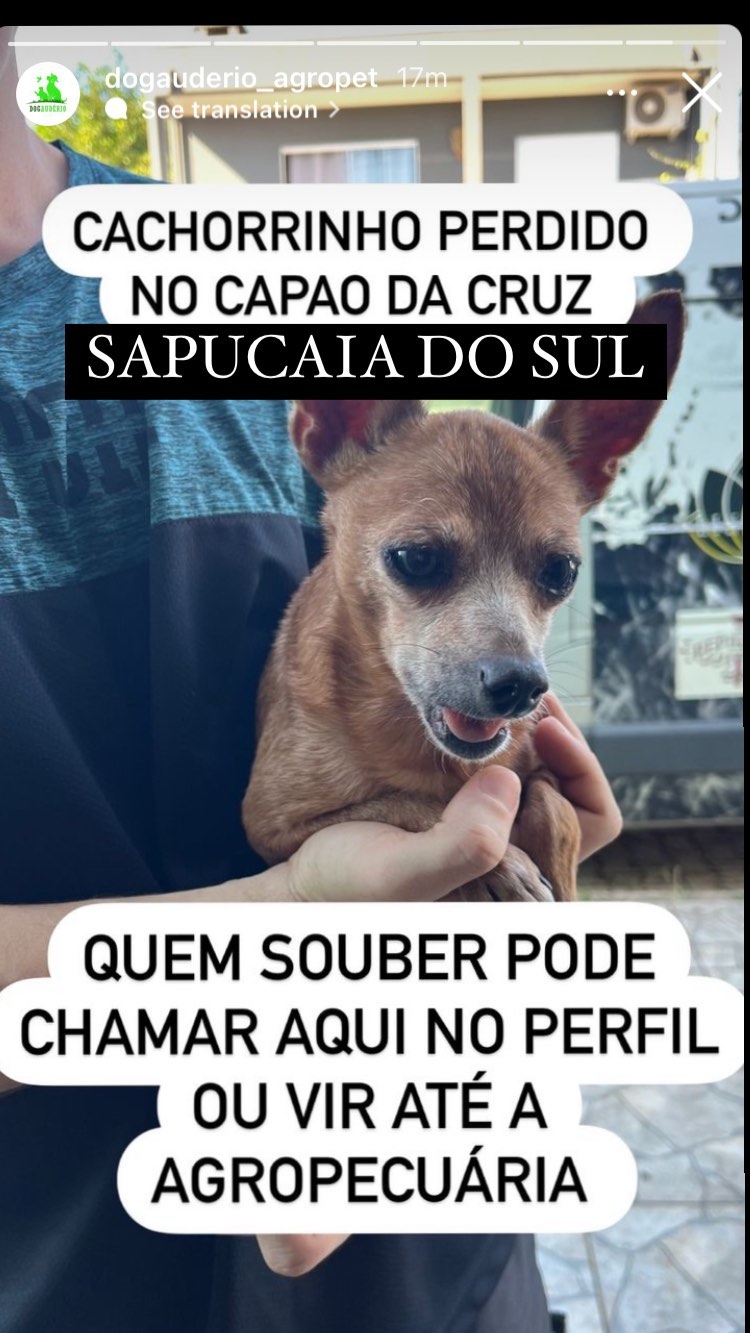 dogauderio_agropet 17m
See translation
DOGAUDÉRIO
CACHORRINHO PERDIDO
NO CAPAO DA CRUZ
SAPUCAIA DO SUL
QUEM SOUBER PODE
CHAMAR AQUI NO PERFIL
OU VIR ATÉ A
AGROPECUÁRIA